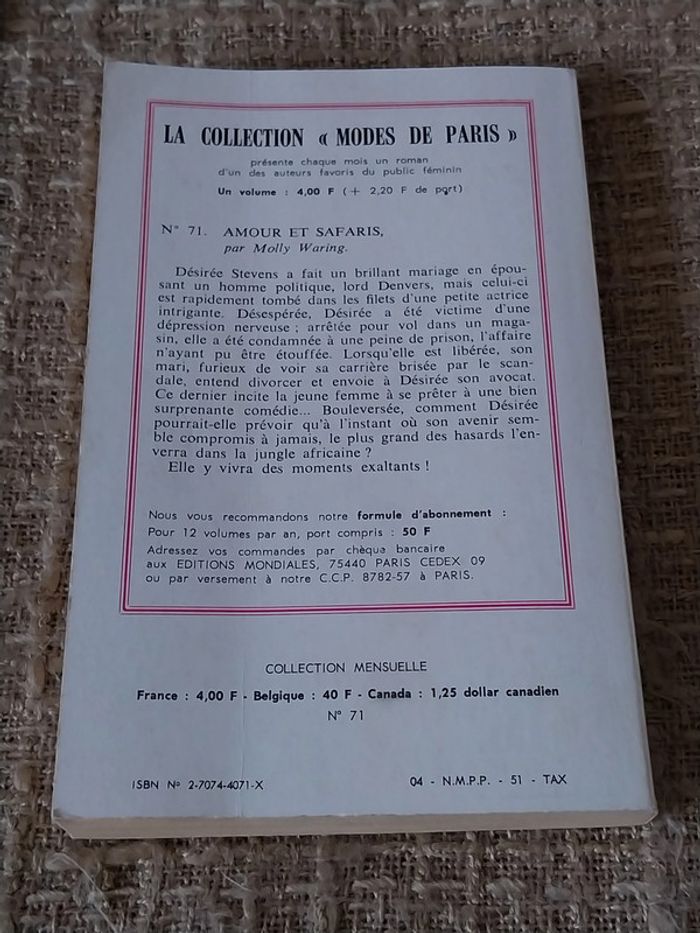 LA COLLECTION « MODES DE PARIS »
présente chaque mois un roman
d'un des auteurs favoris du public féminin
Un volume : 4,00 F (+ 2,20 F de port)
N° 71. AMOUR ET SAFARIS,
par Molly Waring.
Désirée Stevens a fait un brillant mariage en épou-
sant un homme politique, lord Denvers, mais celui-ci
est rapidement tombé dans les filets d'une petite actrice
intrigante. Désespérée, Désirée a été victime d'une
dépression nerveuse ; arrêtée pour vol dans un maga-
sin, elle a été condamnée à une peine de prison, l'affaire
n'ayant pu être étouffée. Lorsqu'elle est libérée, son
mari, furieux de voir sa carrière brisée par le scan-
dale, entend divorcer et envoie à Désirée son avocat.
Ce dernier incite la jeune femme à se prêter à une bien
surprenante comédie... Bouleversée, comment Désirée
pourrait-elle prévoir qu'à l'instant où son avenir sem-
ble compromis à jamais, le plus grand des hasards l'en-
verra dans la jungle africaine ?
Elle y vivra des moments exaltants !
Nous vous recommandons notre formule d'abonnement :
Pour 12 volumes par an, port compris : 50 F
Adressez vos commandes par chèque bancaire
aux EDITIONS MONDIALES, 75440 PARIS CEDEX 09
ou par versement à notre C.C.P. 8782-57 à PARIS.
COLLECTION MENSUELLE
France : 4,00 F - Belgique : 40 F - Canada : 1,25 dollar canadien
N° 71
ISBN N° 2-7074-4071-X 04 - N.M.P.P. - 51 - TAX